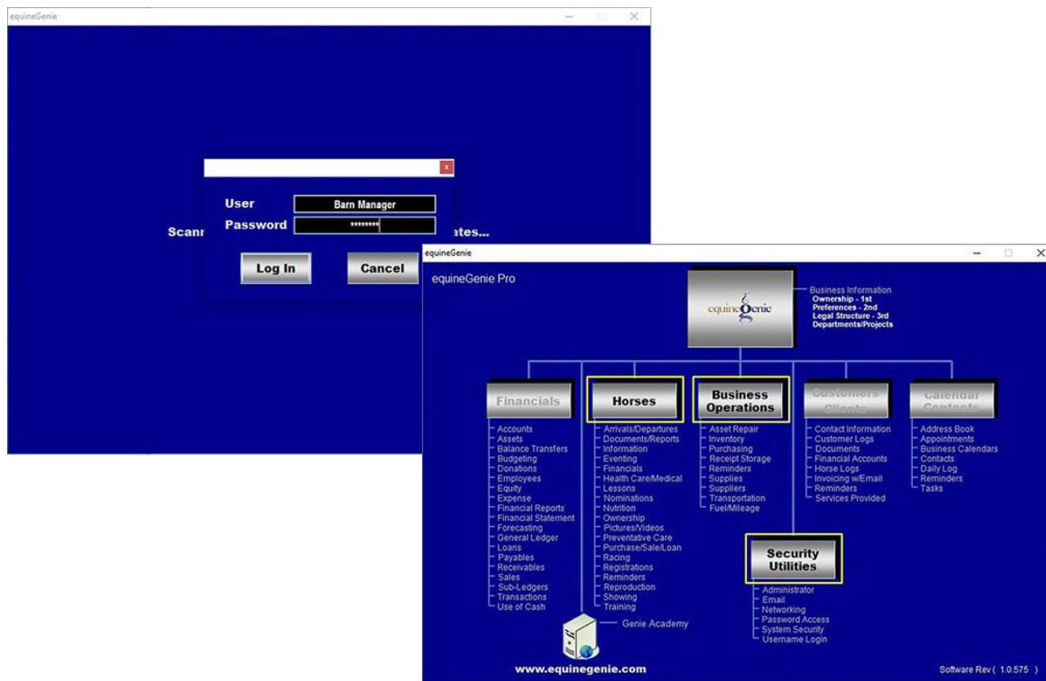 equineGenie
User
Barn Manager
Password
********
Scann
ates...
Log In
Cancel
equineGenie
equineGenie Pro
equine Genie
Business Information
Ownership - 1st
Preferences - 2nd
Legal Structure - 3rd
Departments/Projects
Financials
Accounts
Assets
Balance Transfers
Budgeting
Donations
Employees
Equity
Expense
Financial Reports
Financial Statement
Forecasting
General Ledger
Loans
Payables
Receivables
Sales
Sub-Ledgers
Transactions
Use of Cash
Horses
Arrivals/Departures
Documents/Reports
Information
Eventing
Financials
Health Care/Medical
Lessons
Nominations
Nutrition
Ownership
Pictures/Videos
Preventative Care
Purchase/Sale/Loan
Racing
Registrations
Reminders
Reproduction
Showing
Training
Business
Operations
Asset Repair
Inventory
Purchasing
Receipt Storage
Reminders
Supplies
Suppliers
Transportation
Fuel/Mileage
Customers
Clients
Contact Information
Customer Logs
Documents
Financial Accounts
Horse Logs
Invoicing w/Email
Reminders
Services Provided
Calendar
Contacts
Address Book
Appointments
Business Calendars
Contacts
Daily Log
Reminders
Tasks
Security
Utilities
Administrator
Email
Networking
Password Access
System Security
Username Login
Genie Academy
www.equinegenie.com
Software Rev ( 1.0.575 )